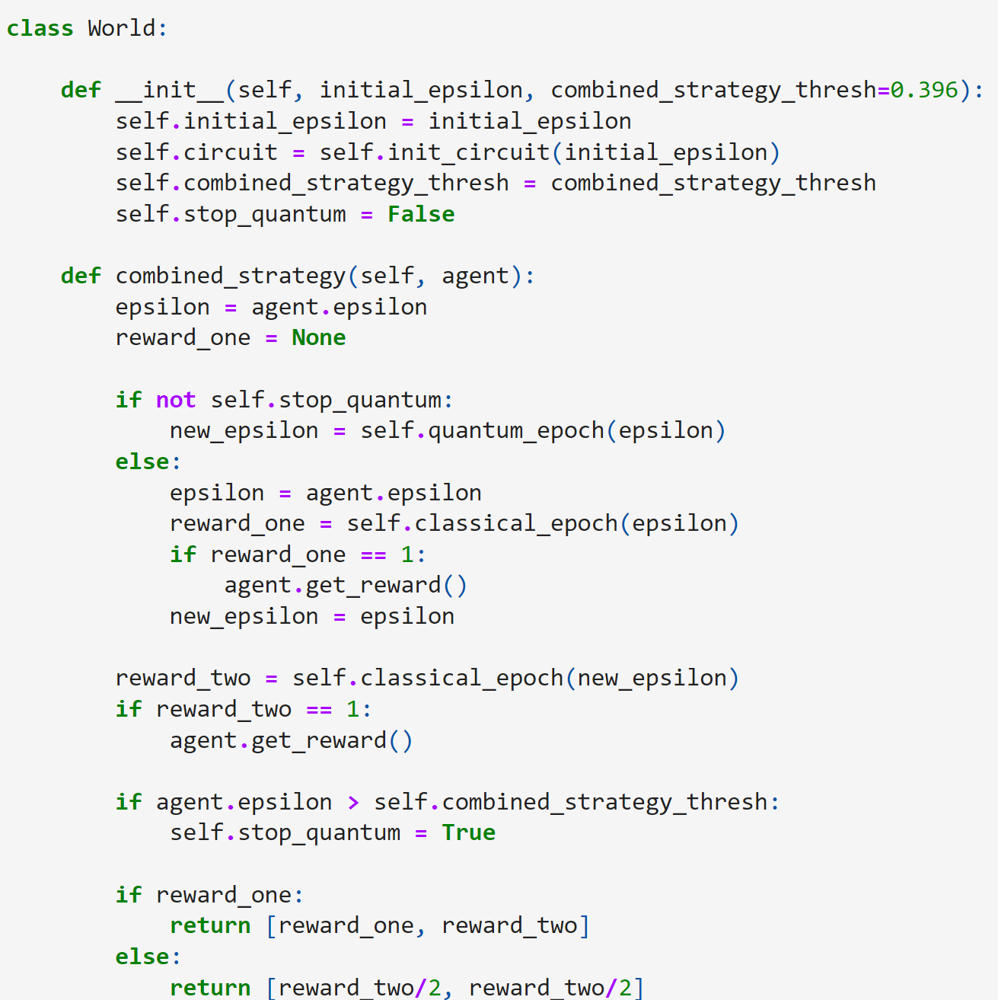 class World:

    def __init__(self, initial_epsilon, combined_strategy_thresh=0.396):
        self.initial_epsilon = initial_epsilon
        self.circuit = self.init_circuit(initial_epsilon)
        self.combined_strategy_thresh = combined_strategy_thresh
        self.stop_quantum = False

    def combined_strategy(self, agent):
        epsilon = agent.epsilon
        reward_one = None

        if not self.stop_quantum:
            new_epsilon = self.quantum_epoch(epsilon)
        else:
            epsilon = agent.epsilon
            reward_one = self.classical_epoch(epsilon)
            if reward_one == 1:
                agent.get_reward()
            new_epsilon = epsilon

        reward_two = self.classical_epoch(new_epsilon)
        if reward_two == 1:
            agent.get_reward()

        if agent.epsilon > self.combined_strategy_thresh:
            self.stop_quantum = True

        if reward_one:
            return [reward_one, reward_two]
        else:
            return [reward_two/2, reward_two/2]